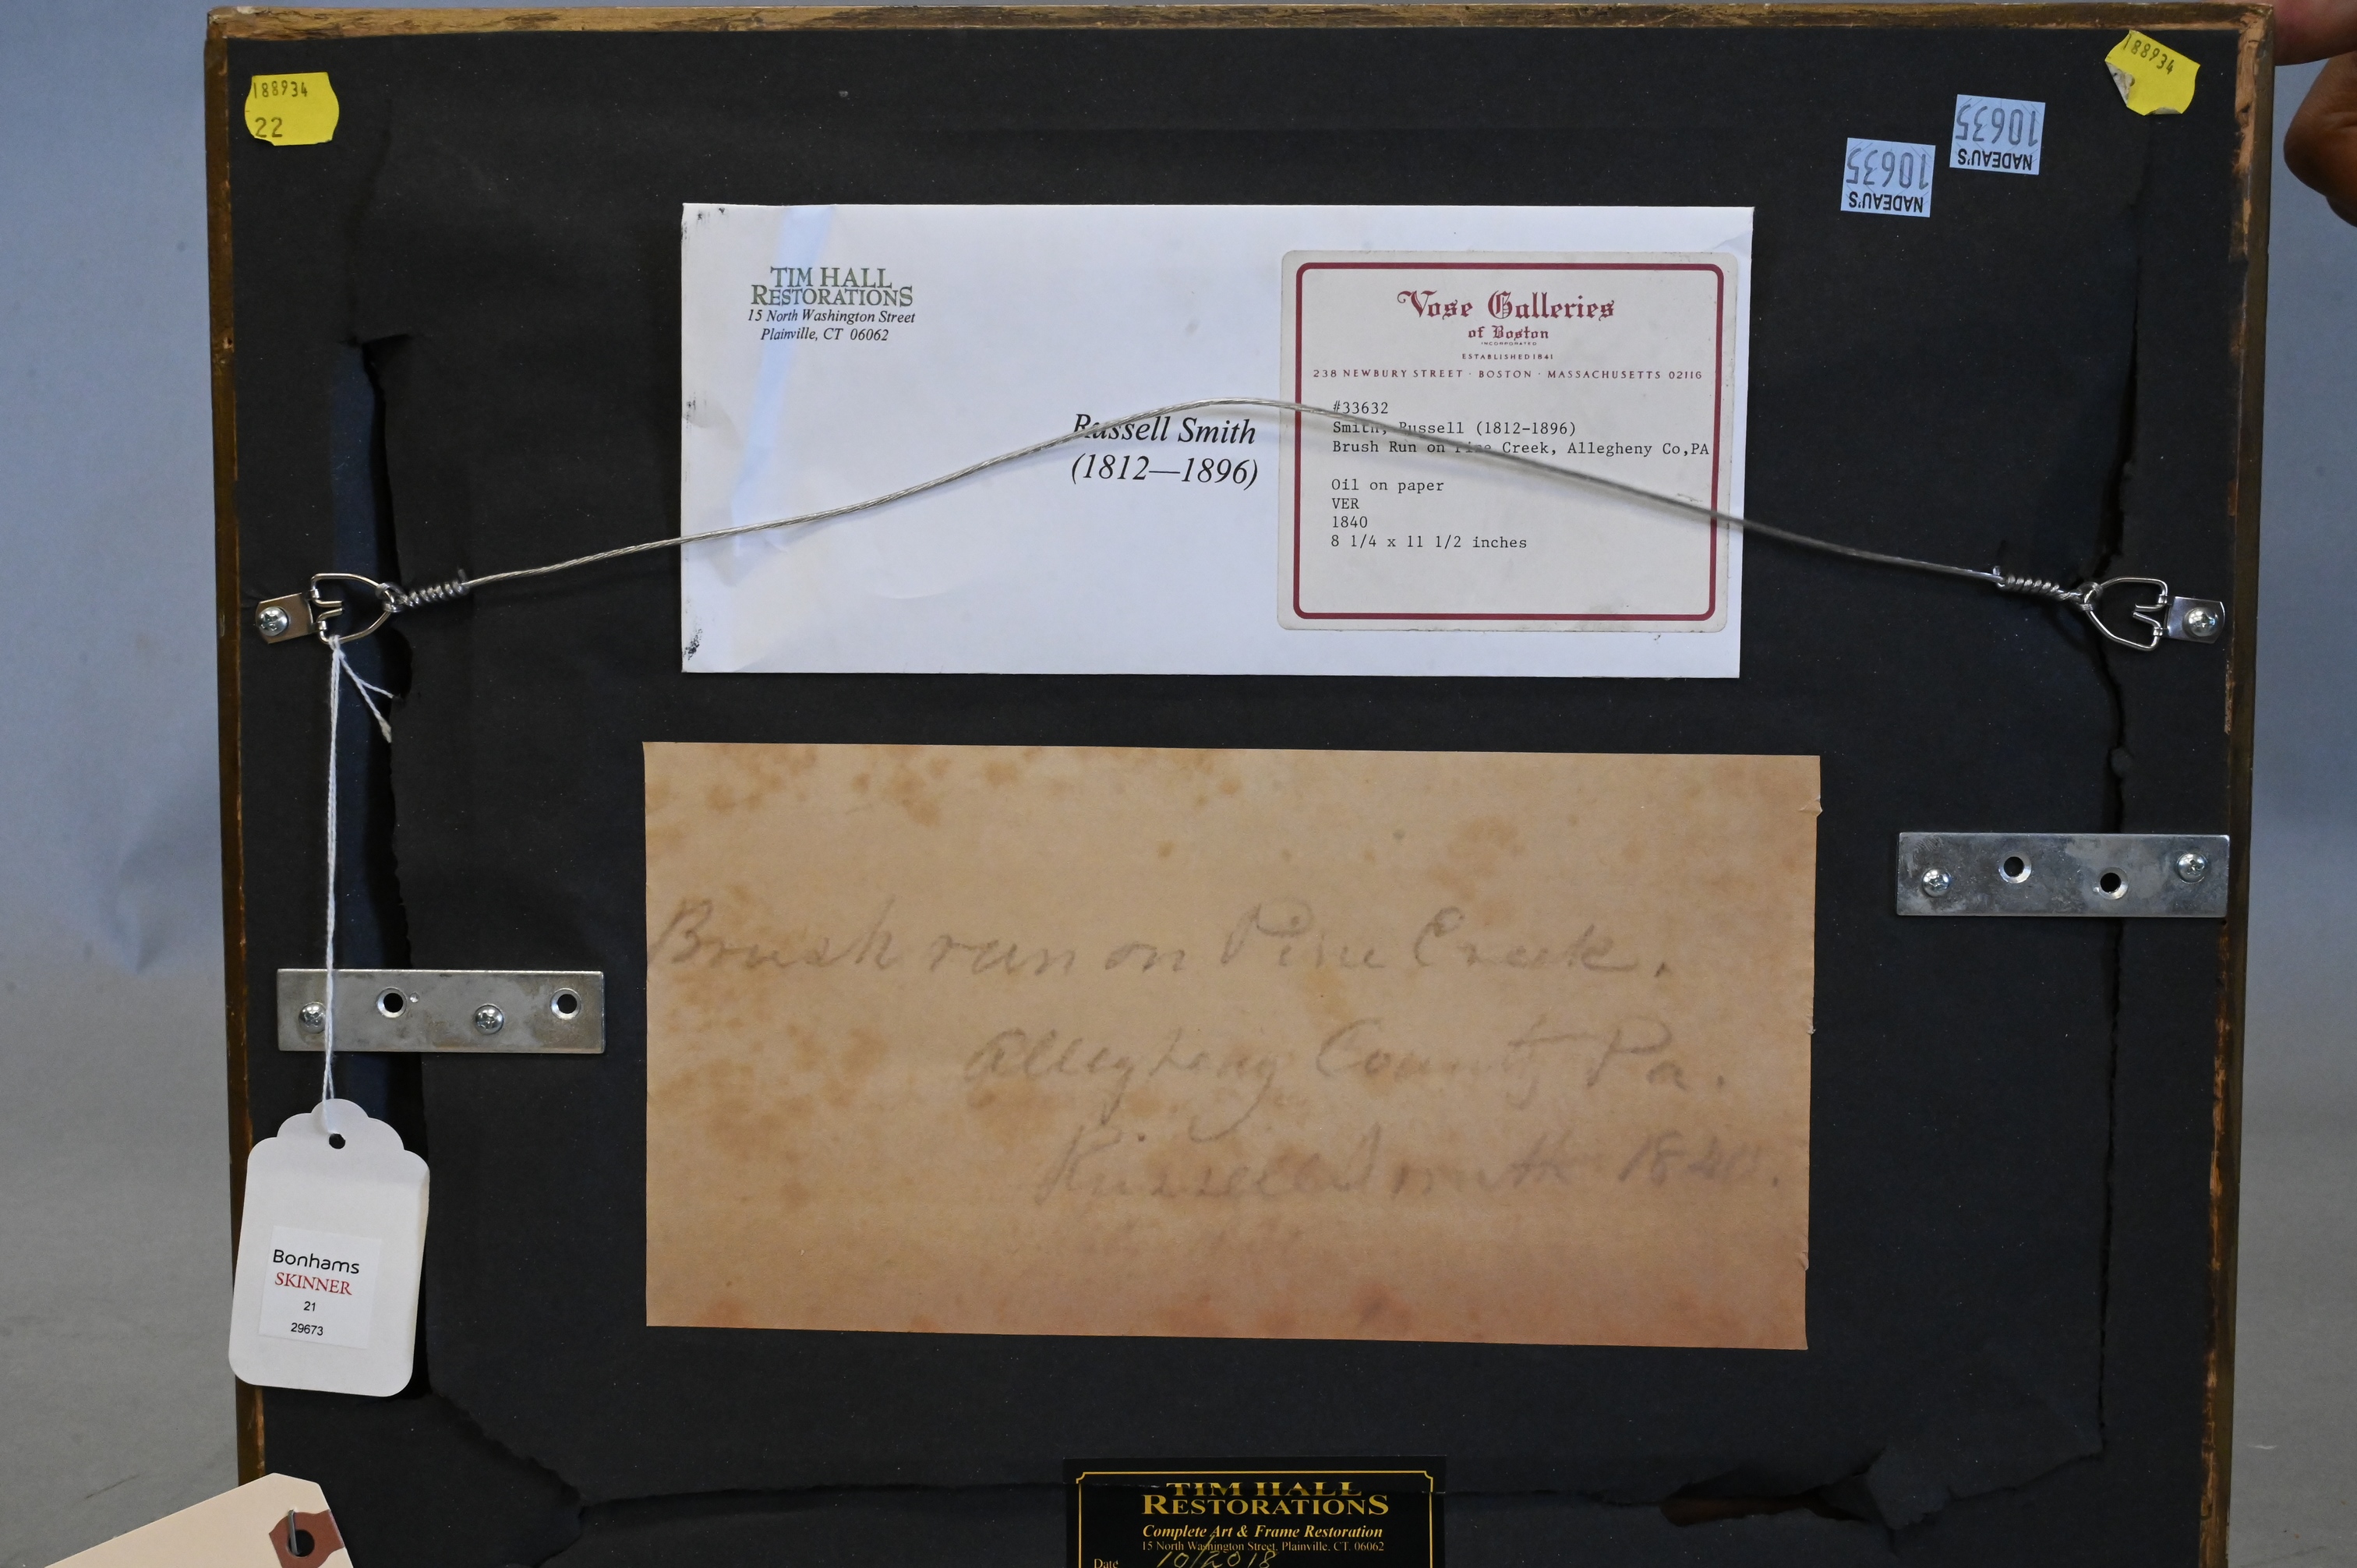 188934
22
188934
NADEAU'S
10635
NADEAU'S
10635
TIM HALL
RESTORATIONS
15 North Washington Street
Plainville, CT 06062
Russell Smith
(1812—1896)
Vose Galleries
of Boston
INCORPORATED
ESTABLISHED 1841
238 NEWBURY STREET · BOSTON · MASSACHUSETTS 02116
#33632
Smith, Russell (1812-1896)
Brush Run on Pine Creek, Allegheny Co,PA
Oil on paper
VER
1840
8 1/4 x 11 1/2 inches
Brush run on Pine Creek.
Allegheny County Pa.
Russell Smith 1840.
Bonhams
SKINNER
21
29673
TIM HALL
RESTORATIONS
Complete Art & Frame Restoration
15 North Washington Street, Plainville, CT. 06062
Date 10/2018